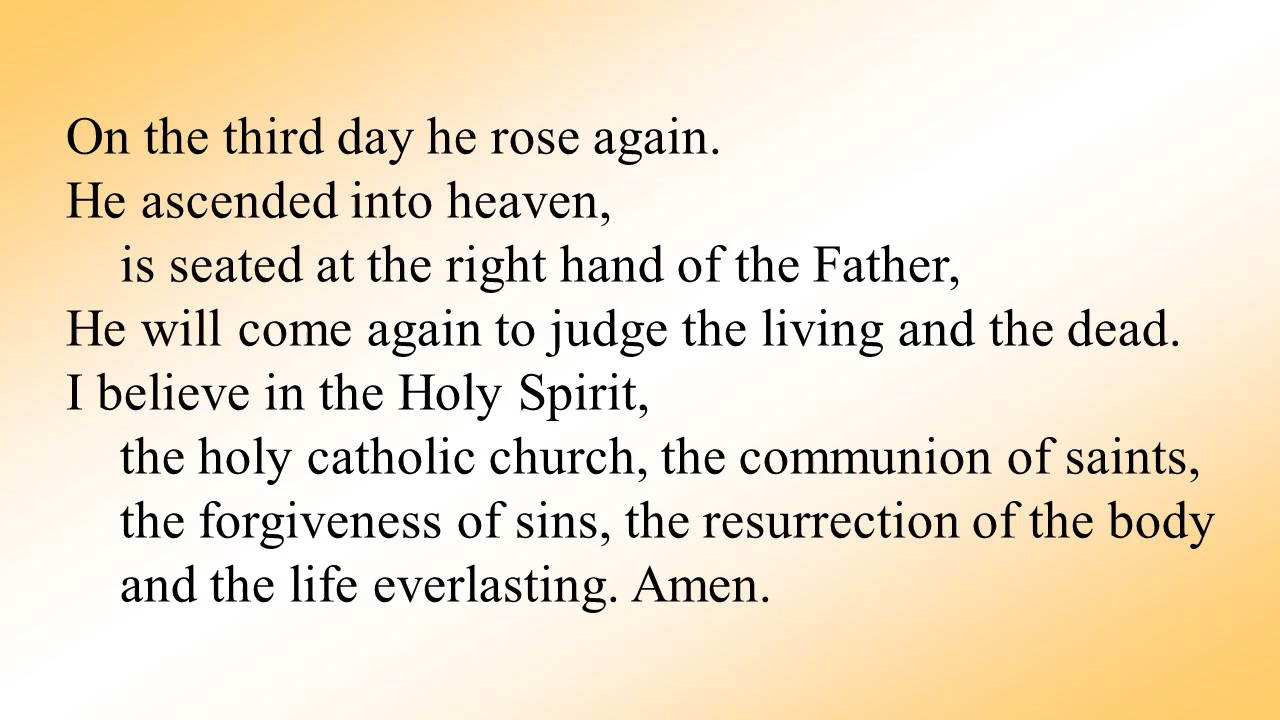 On the third day he rose again.
He ascended into heaven,
is seated at the right hand of the Father,
He will come again to judge the living and the dead.
I believe in the Holy Spirit,
the holy catholic church, the communion of saints,
the forgiveness of sins, the resurrection of the body
and the life everlasting. Amen.